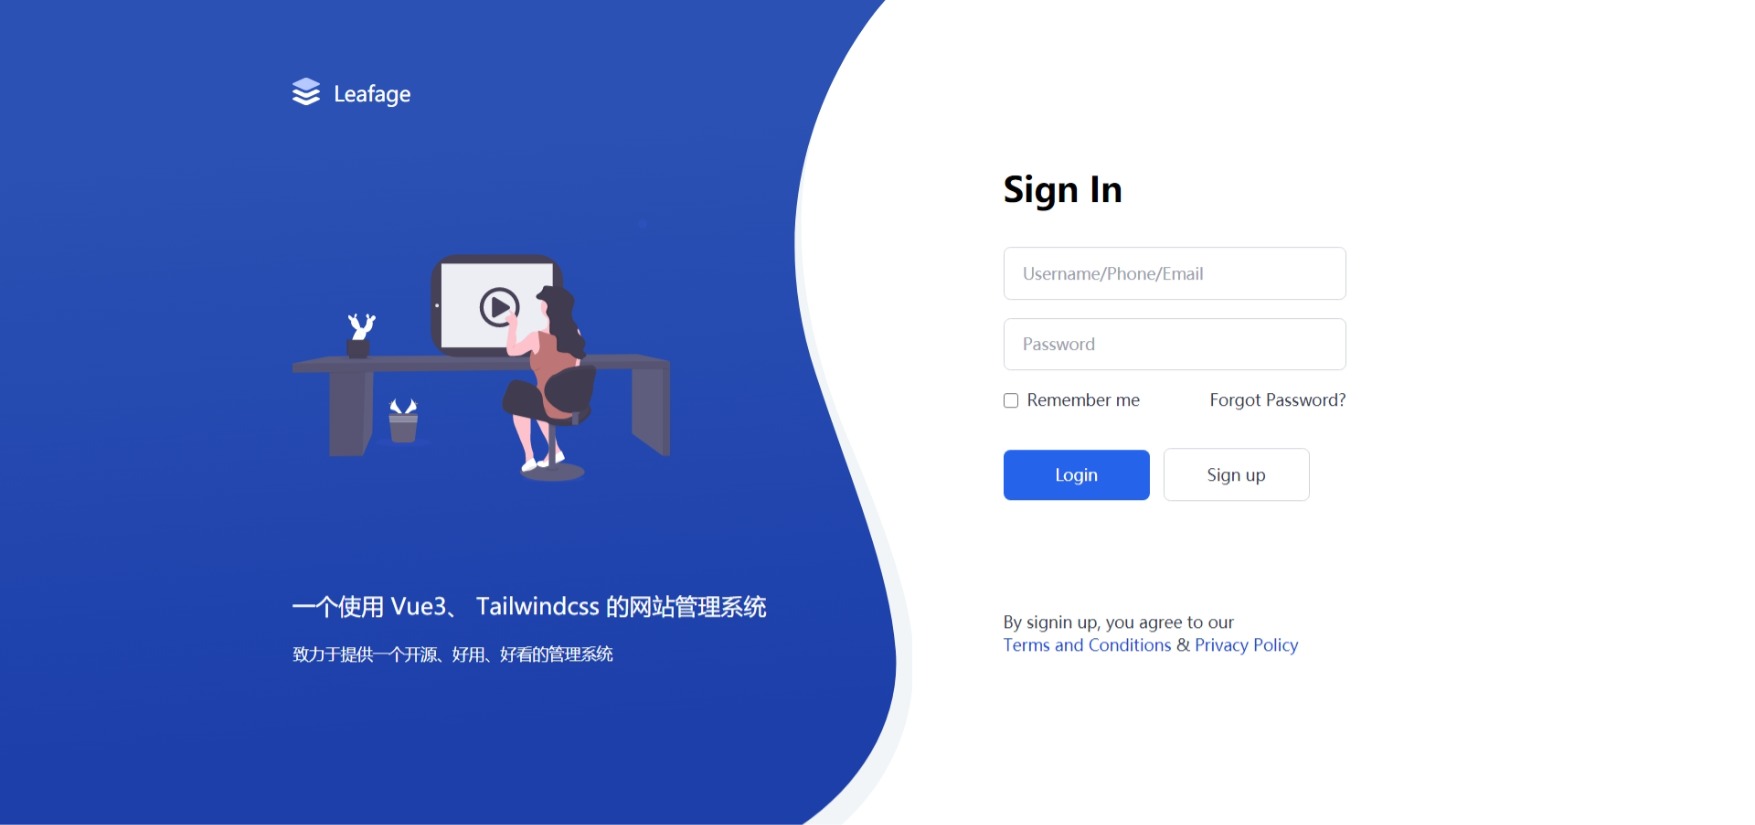 Leafage
一个使用 Vue3、 Tailwindcss 的网站管理系统
致力于提供一个开源、好用、好看的管理系统
Sign In
Username/Phone/Email
Password
Remember me
Forgot Password?
Login
Sign up
By signin up, you agree to our
Terms and Conditions & Privacy Policy